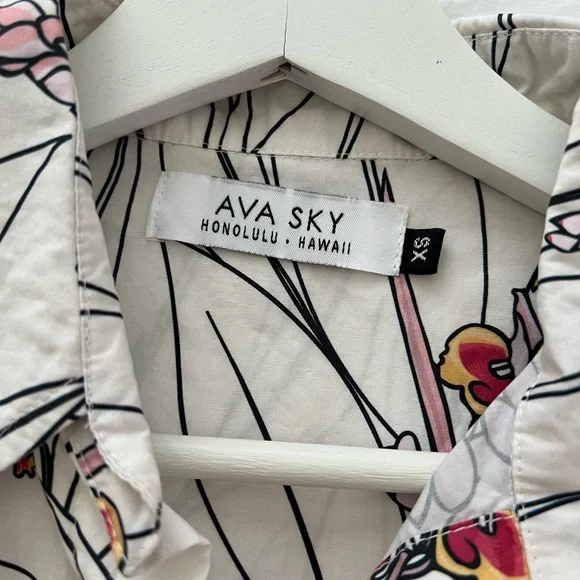 AVA SKY
HONOLULU • HAWAII
XS